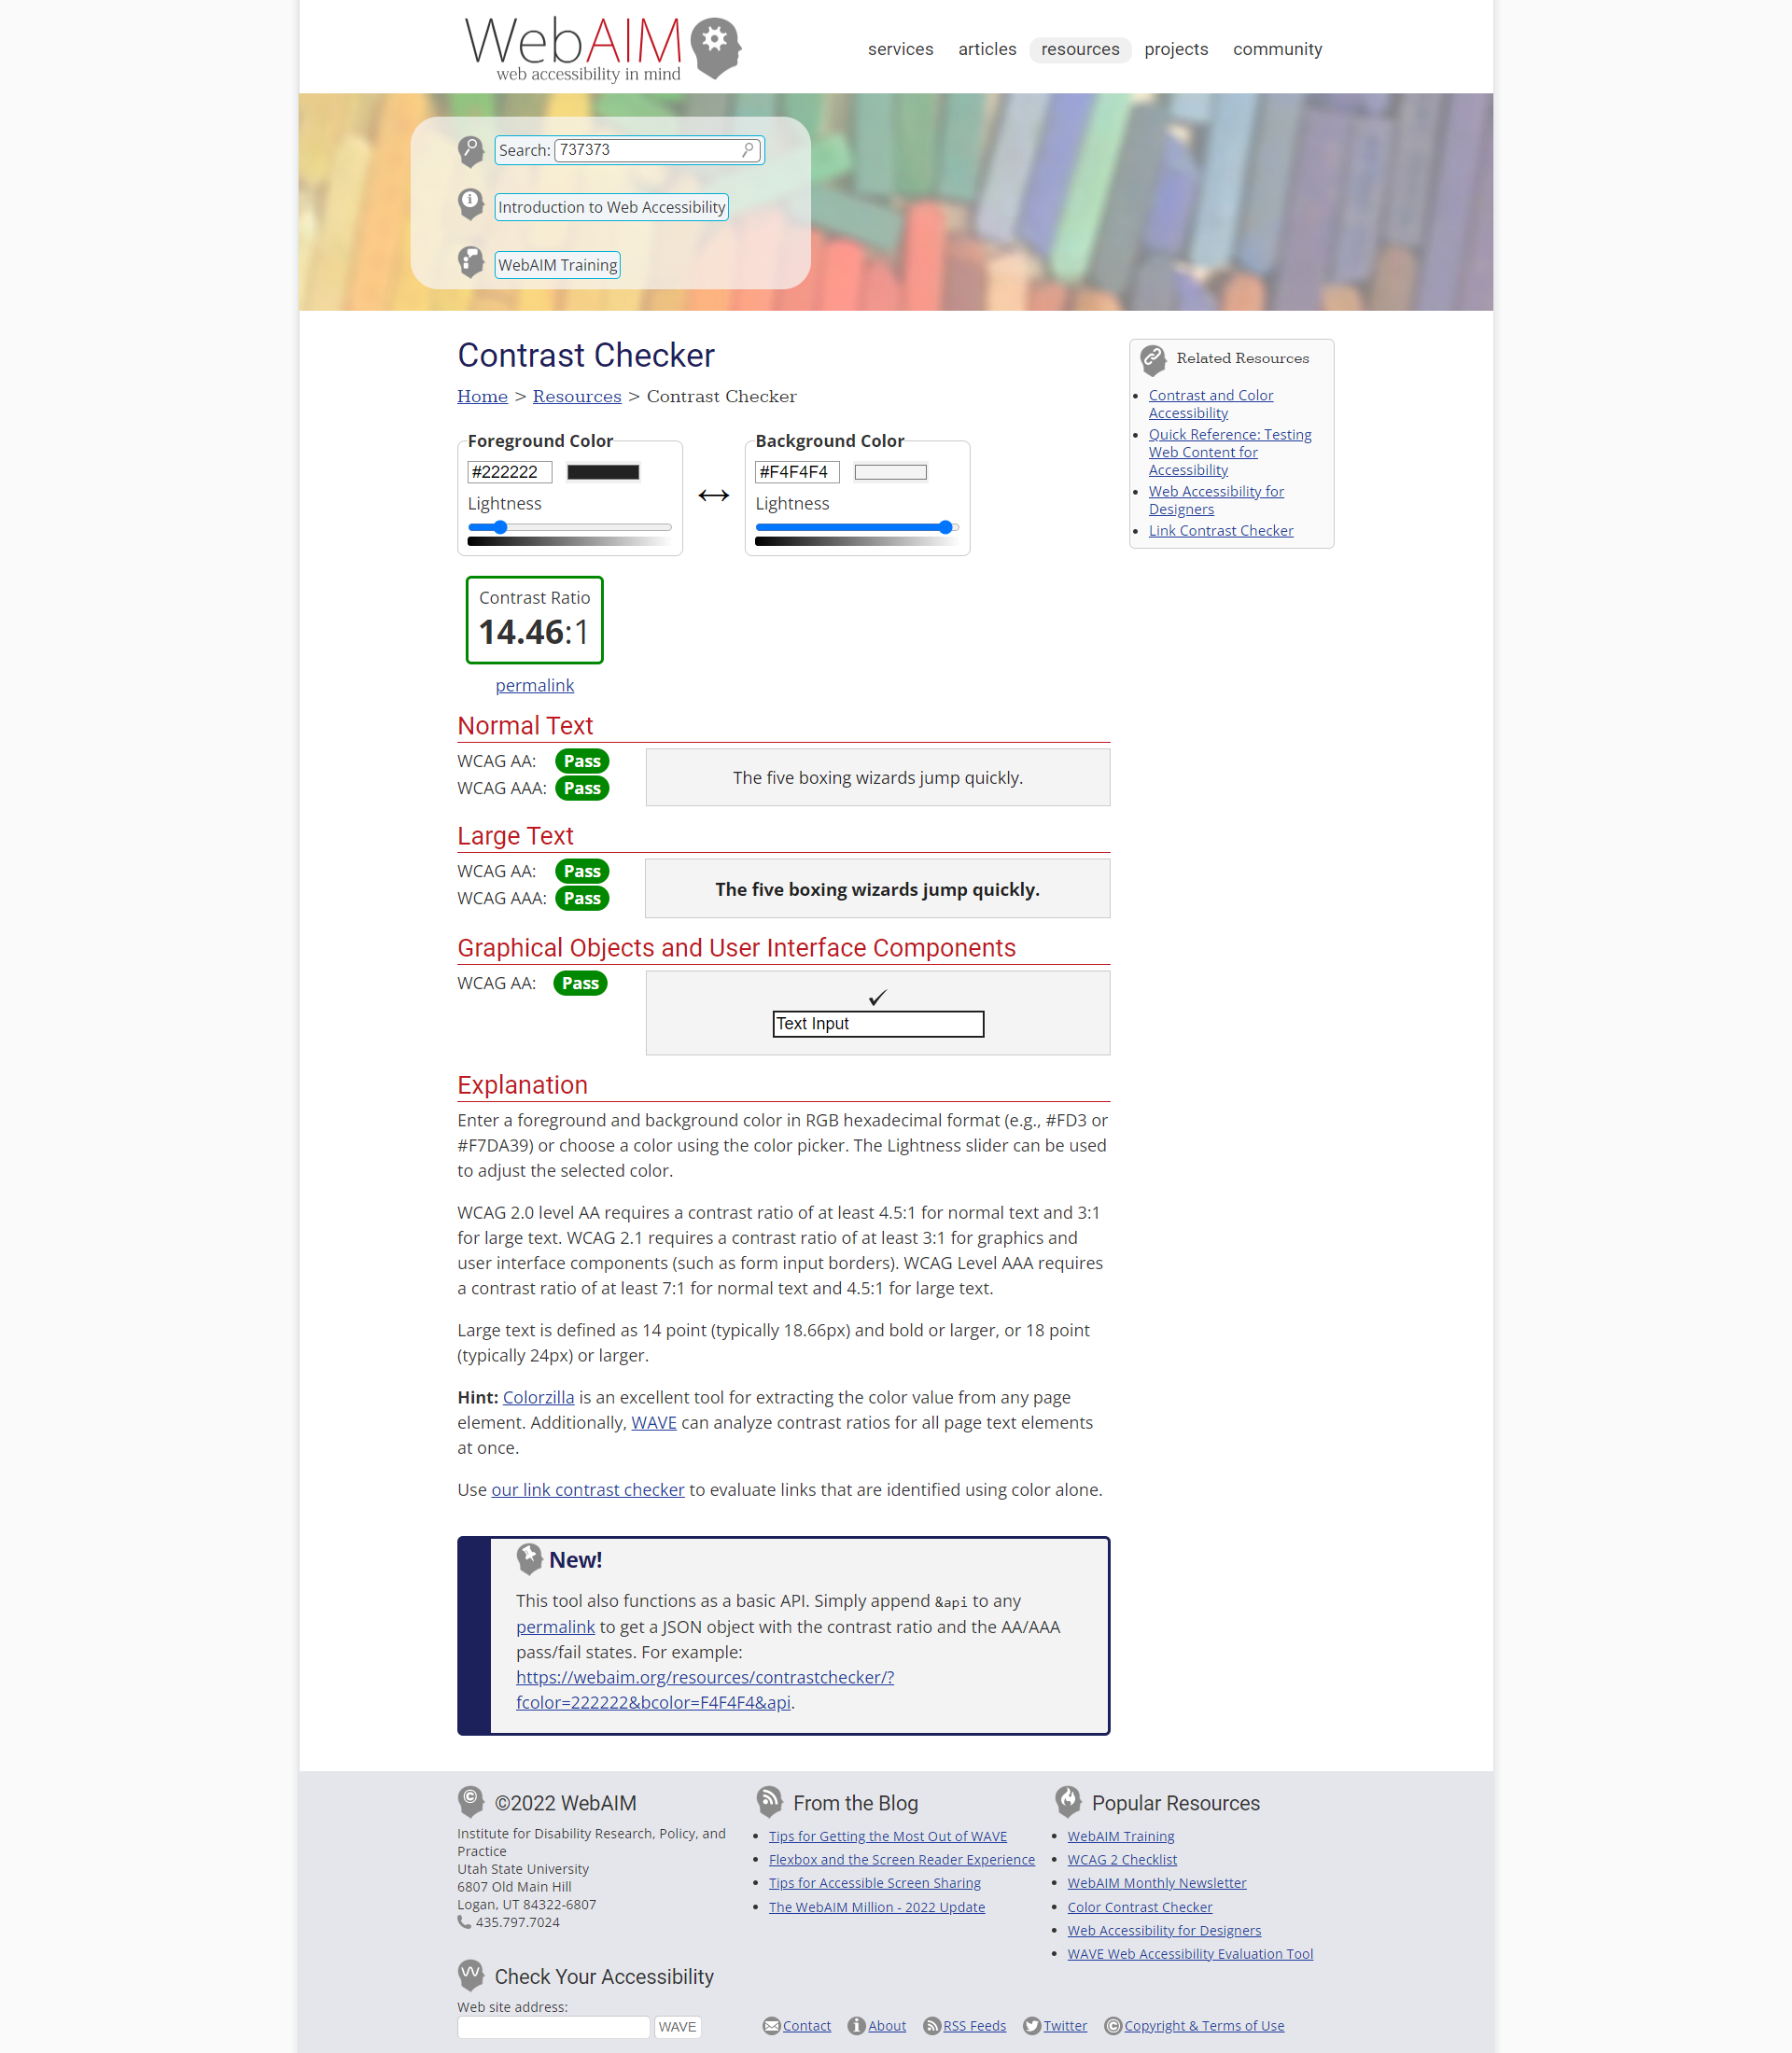 WebAIM
web accessibility in mind
services articles resources projects community
Search: 737373
Introduction to Web Accessibility
WebAIM Training
Contrast Checker
Home > Resources > Contrast Checker
Foreground Color
#222222
Lightness
Background Color
#F4F4F4
Lightness
Contrast Ratio
14.46:1
permalink
Normal Text
WCAG AA: Pass
WCAG AAA: Pass
The five boxing wizards jump quickly.
Large Text
WCAG AA: Pass
WCAG AAA: Pass
The five boxing wizards jump quickly.
Graphical Objects and User Interface Components
WCAG AA: Pass
✓
Text Input
Explanation
Enter a foreground and background color in RGB hexadecimal format (e.g., #FD3 or
#F7DA39) or choose a color using the color picker. The Lightness slider can be used
to adjust the selected color.
WCAG 2.0 level AA requires a contrast ratio of at least 4.5:1 for normal text and 3:1
for large text. WCAG 2.1 requires a contrast ratio of at least 3:1 for graphics and
user interface components (such as form input borders). WCAG Level AAA requires
a contrast ratio of at least 7:1 for normal text and 4.5:1 for large text.
Large text is defined as 14 point (typically 18.66px) and bold or larger, or 18 point
(typically 24px) or larger.
Hint: Colorzilla is an excellent tool for extracting the color value from any page
element. Additionally, WAVE can analyze contrast ratios for all page text elements
at once.
Use our link contrast checker to evaluate links that are identified using color alone.
New!
This tool also functions as a basic API. Simply append &api to any
permalink to get a JSON object with the contrast ratio and the AA/AAA
pass/fail states. For example:
https://webaim.org/resources/contrastchecker/?
fcolor=222222&bcolor=F4F4F4&api.
Related Resources
Contrast and Color
Accessibility
Quick Reference: Testing
Web Content for
Accessibility
Web Accessibility for
Designers
Link Contrast Checker
©2022 WebAIM
Institute for Disability Research, Policy, and
Practice
Utah State University
6807 Old Main Hill
Logan, UT 84322-6807
435.797.7024
From the Blog
Tips for Getting the Most Out of WAVE
Flexbox and the Screen Reader Experience
Tips for Accessible Screen Sharing
The WebAIM Million - 2022 Update
Popular Resources
WebAIM Training
WCAG 2 Checklist
WebAIM Monthly Newsletter
Color Contrast Checker
Web Accessibility for Designers
WAVE Web Accessibility Evaluation Tool
Check Your Accessibility
Web site address:
WAVE
Contact About RSS Feeds Twitter Copyright & Terms of Use